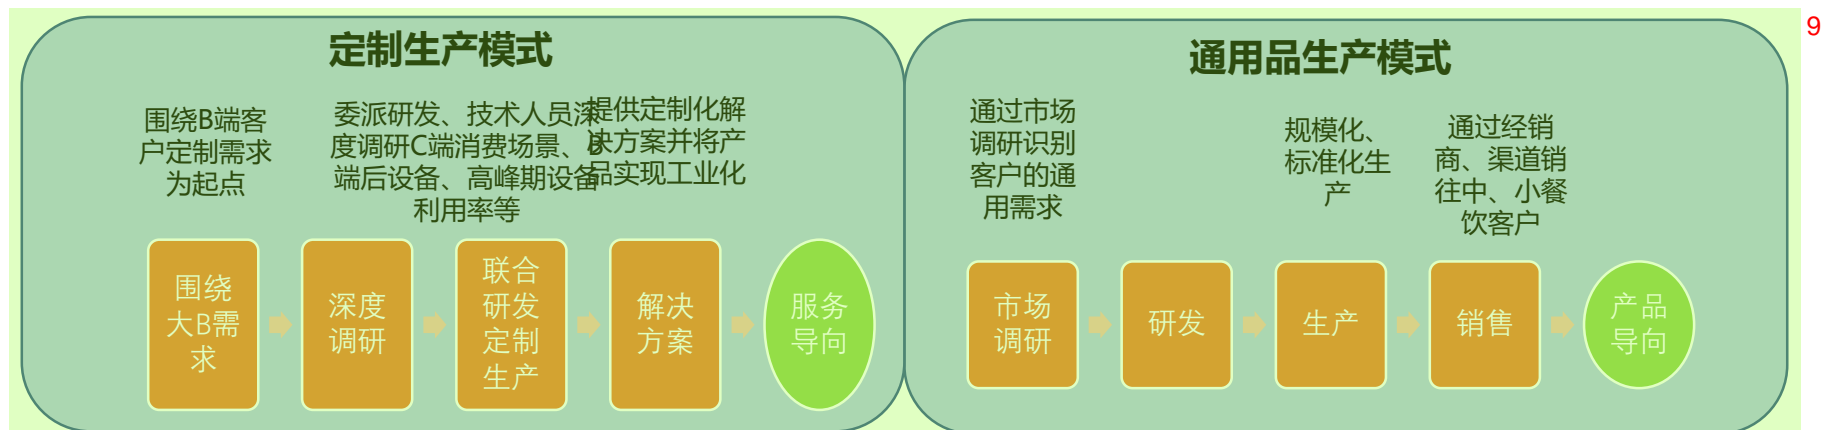 定制生产模式
围绕B端客
户定制需求
为起点
委派研发、技术人员深
度调研C端消费场景、B
端后设备、高峰期设备
利用率等
提供定制化解
决方案并将产
品实现工业化
围绕
大B需
求
深度
调研
联合
研发
定制
生产
解决
方案
服务
导向
通用品生产模式
9
通过市场
调研识别
客户的通
用需求
规模化、
标准化生
产
通过经销
商、渠道销
往中、小餐
饮客户
市场
调研
研发
生产
销售
产品
导向